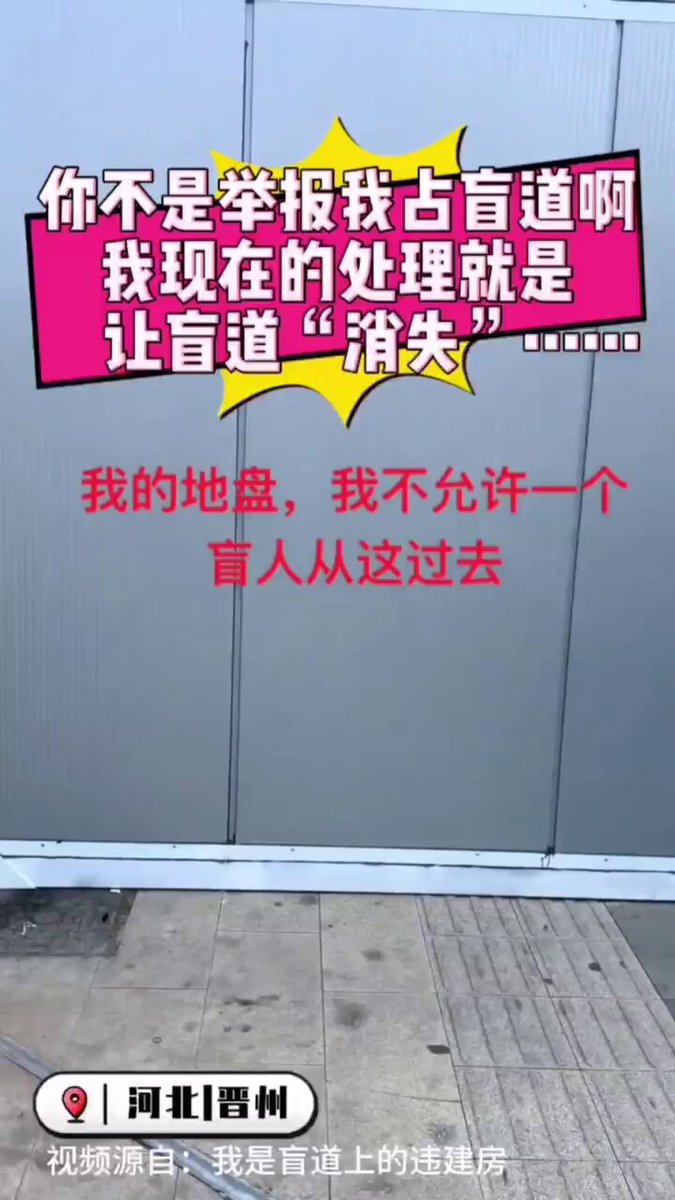 你不是举报我占盲道啊
我现在的处理就是
让盲道“消失”……
我的地盘，我不允许一个
盲人从这过去
河北|晋州
视频源自：我是盲道上的违建房